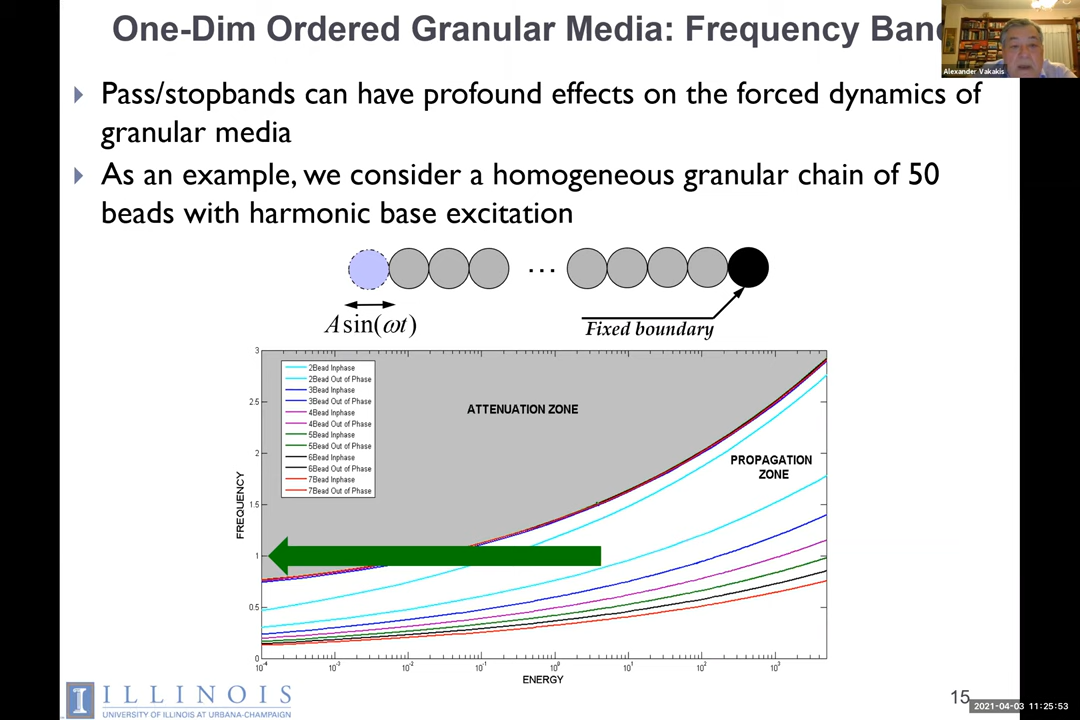 One-Dim Ordered Granular Media: Frequency Ban
Alexander Vakakis
Pass/stopbands can have profound effects on the forced dynamics of
granular media
As an example, we consider a homogeneous granular chain of 50
beads with harmonic base excitation
...
A sin(ωt)
Fixed boundary
3
2.5
2
1.5
1
0.5
0
FREQUENCY
2Bead Inphase
2Bead Out of Phase
3Bead Inphase
3Bead Out of Phase
4Bead Inphase
4Bead Out of Phase
5Bead Inphase
5Bead Out of Phase
6Bead Inphase
6Bead Out of Phase
7Bead Inphase
7Bead Out of Phase
ATTENUATION ZONE
PROPAGATION
ZONE
10⁻⁴ 10⁻³ 10⁻² 10⁻¹ 10⁰ 10¹ 10² 10³
ENERGY
I ILLINOIS
UNIVERSITY OF ILLINOIS AT URBANA-CHAMPAIGN
15
2021-04-03 11:25:53